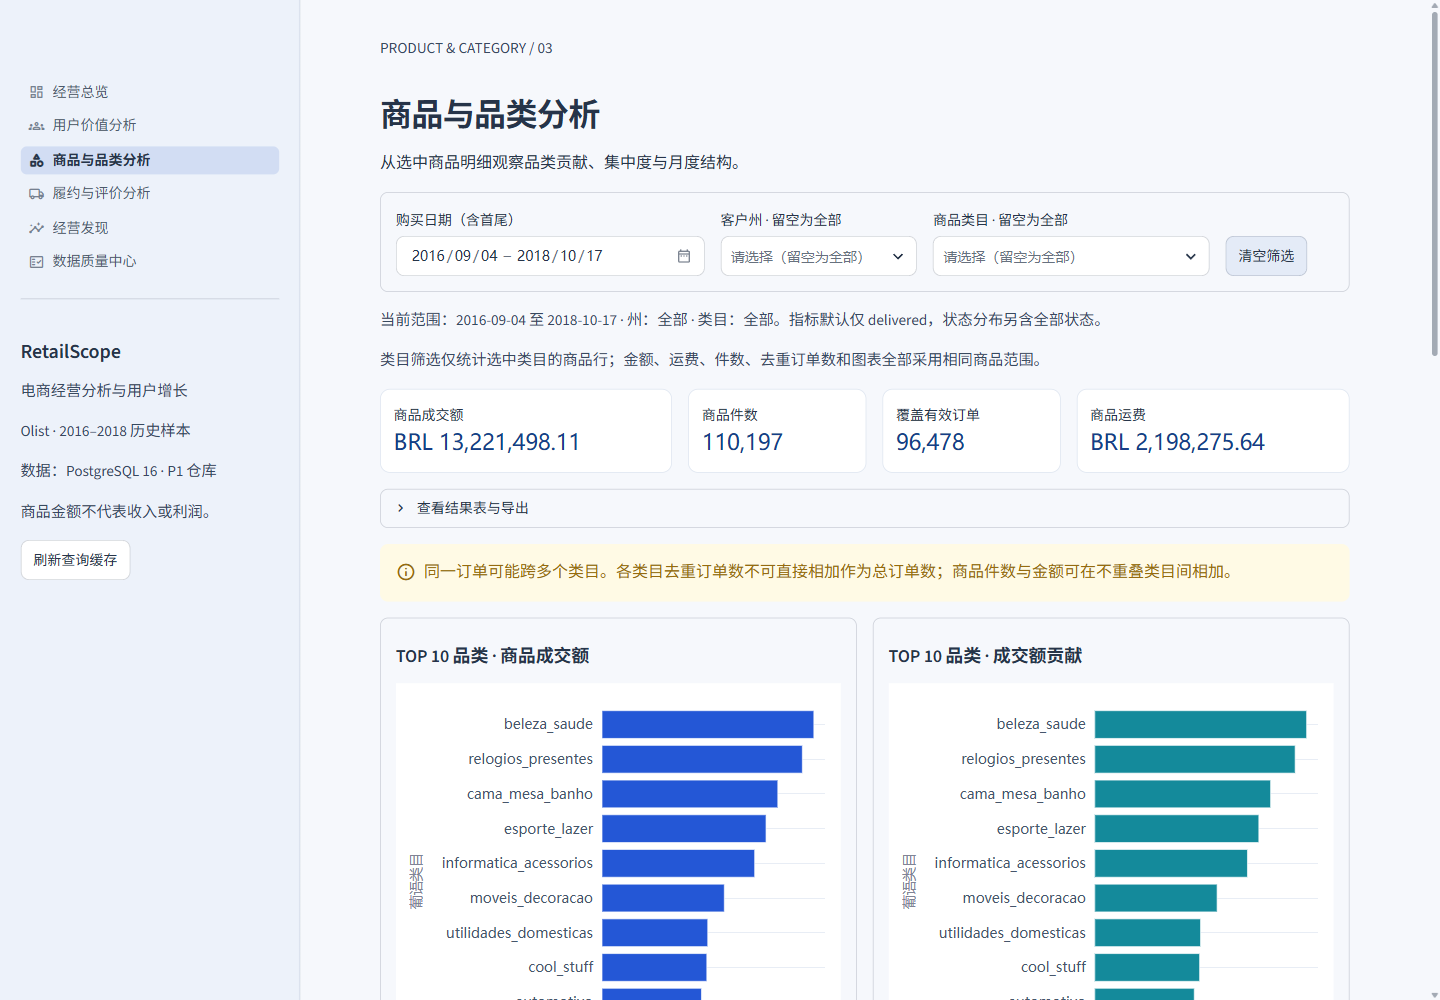 经营总览
用户价值分析
商品与品类分析
履约与评价分析
经营发现
数据质量中心
RetailScope
电商经营分析与用户增长
Olist · 2016–2018 历史样本
数据：PostgreSQL 16 · P1 仓库
商品金额不代表收入或利润。
刷新查询缓存
PRODUCT & CATEGORY / 03
商品与品类分析
从选中商品明细观察品类贡献、集中度与月度结构。
购买日期（含首尾）
客户州 · 留空为全部
商品类目 · 留空为全部
2016/09/04 – 2018/10/17
请选择（留空为全部）
请选择（留空为全部）
清空筛选
当前范围：2016-09-04 至 2018-10-17 · 州：全部 · 类目：全部。指标默认仅 delivered，状态分布另含全部状态。
类目筛选仅统计选中类目的商品行；金额、运费、件数、去重订单数和图表全部采用相同商品范围。
商品成交额
BRL 13,221,498.11
商品件数
110,197
覆盖有效订单
96,478
商品运费
BRL 2,198,275.64
查看结果表与导出
同一订单可能跨多个类目。各类目去重订单数不可直接相加作为总订单数；商品件数与金额可在不重叠类目间相加。
TOP 10 品类 · 商品成交额
beleza_saude
relogios_presentes
cama_mesa_banho
esporte_lazer
informatica_acessorios
moveis_decoracao
utilidades_domesticas
cool_stuff
automotivo
葡语类目
TOP 10 品类 · 成交额贡献
beleza_saude
relogios_presentes
cama_mesa_banho
esporte_lazer
informatica_acessorios
moveis_decoracao
utilidades_domesticas
cool_stuff
automotivo
葡语类目